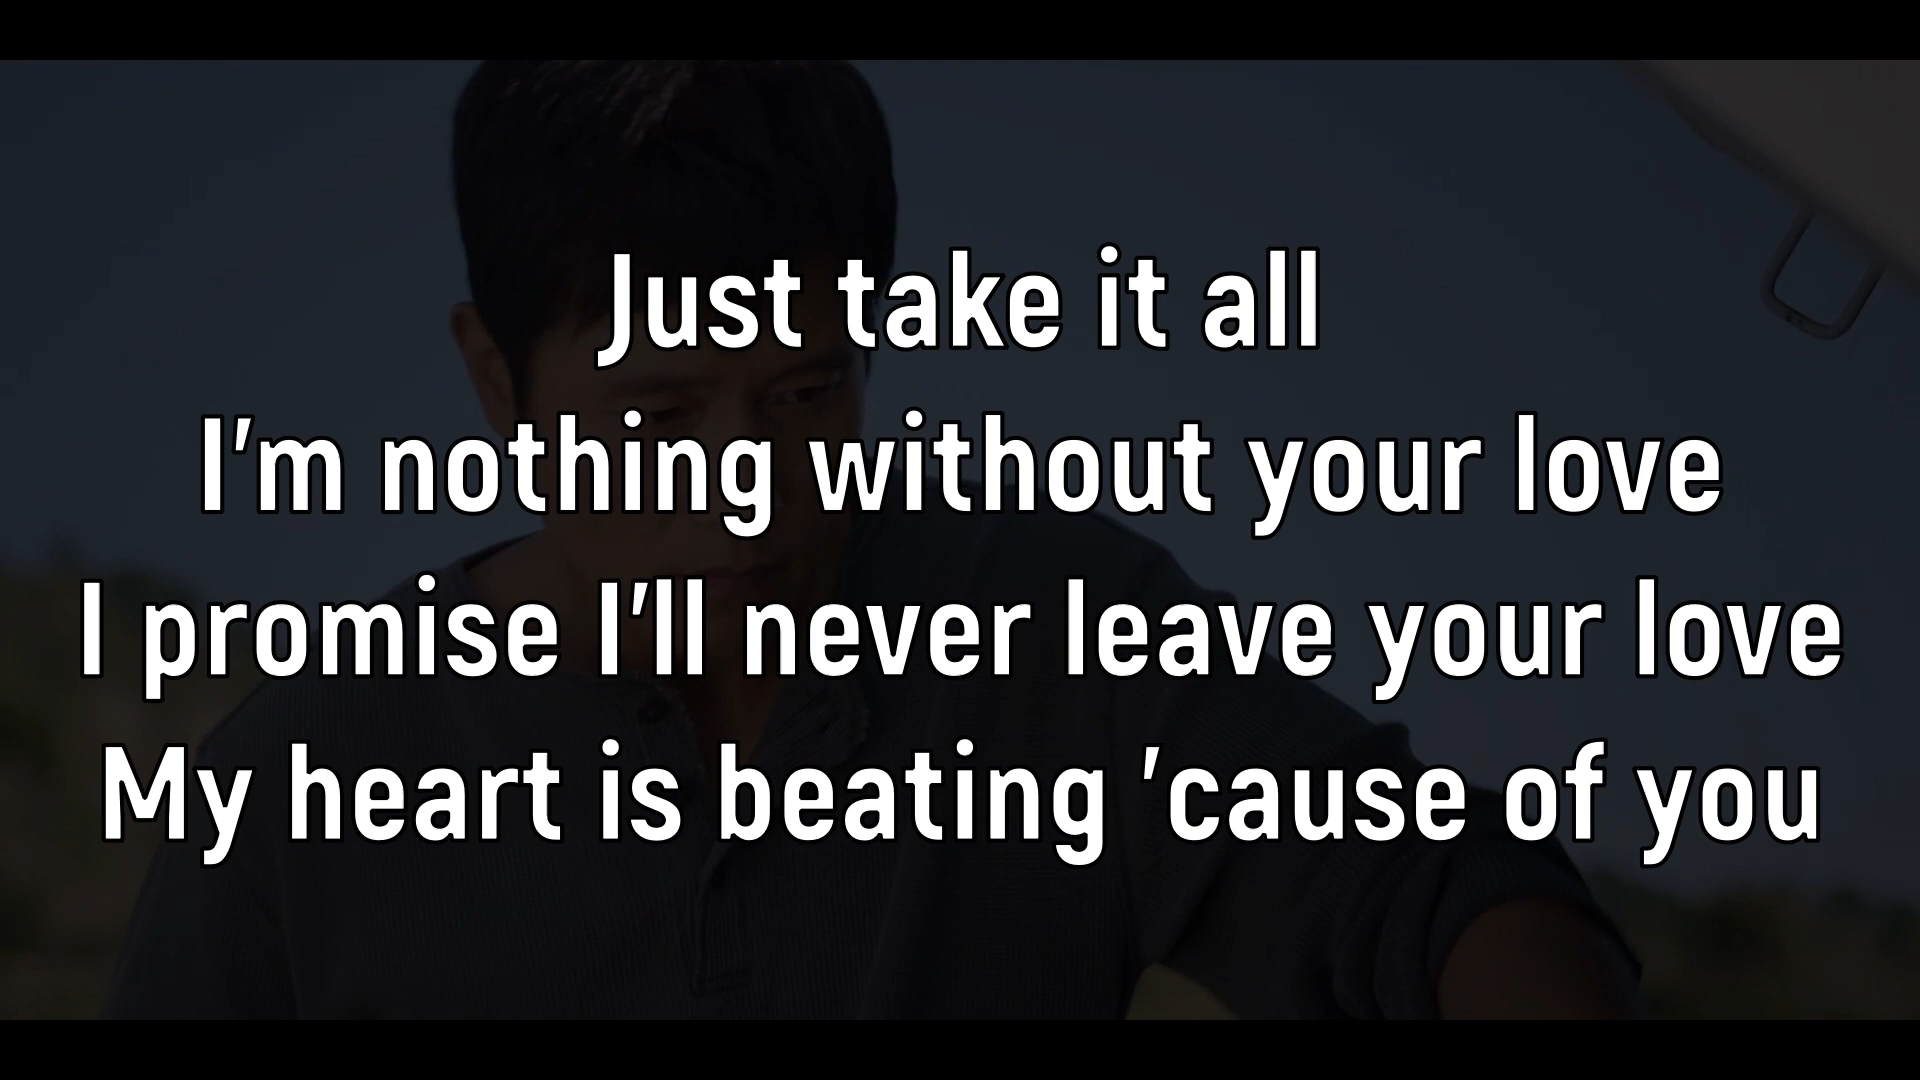 Just take it all
I'm nothing without your love
I promise I'll never leave your love
My heart is beating 'cause of you